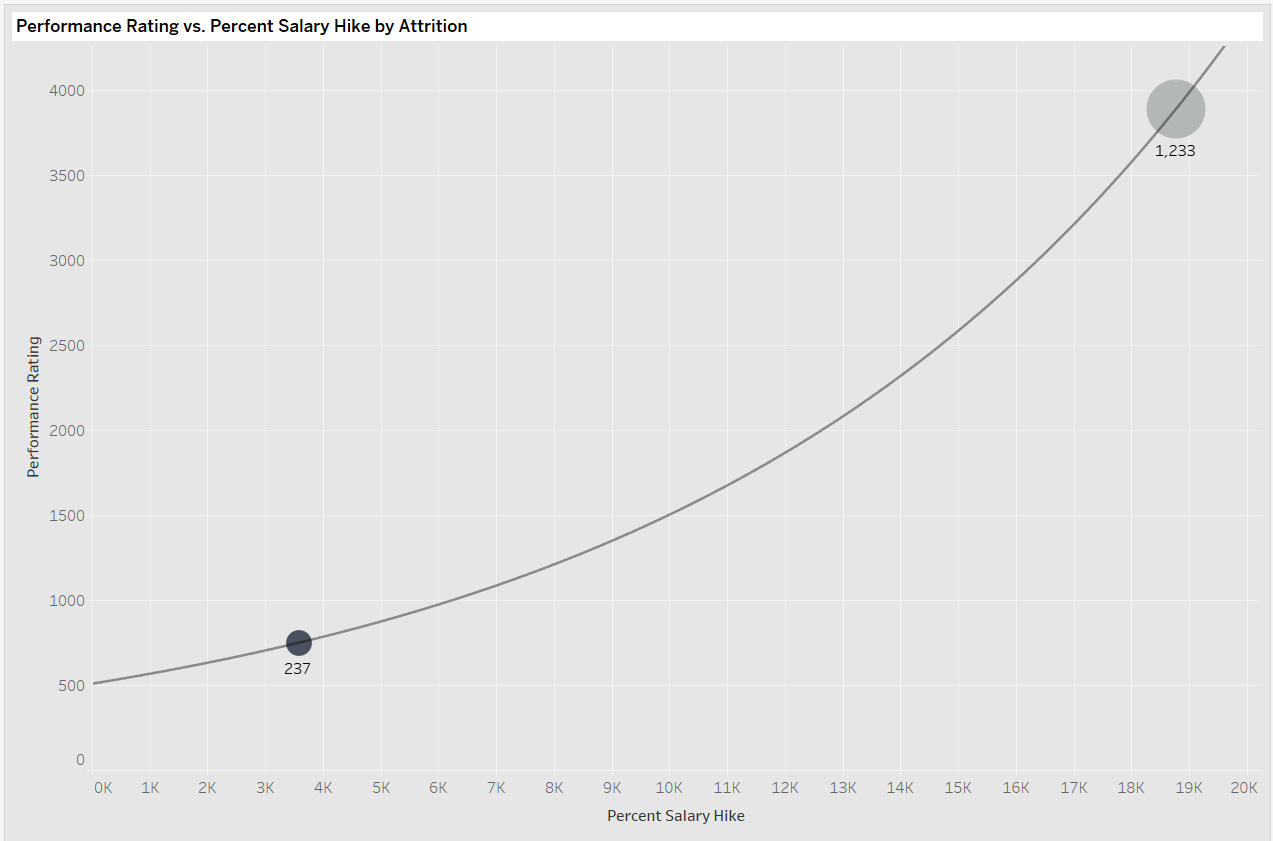 Performance Rating vs. Percent Salary Hike by Attrition
4000
3500
3000
2500
2000
1500
1000
500
0
Performance Rating
1,233
237
0K 1K 2K 3K 4K 5K 6K 7K 8K 9K 10K 11K 12K 13K 14K 15K 16K 17K 18K 19K 20K
Percent Salary Hike